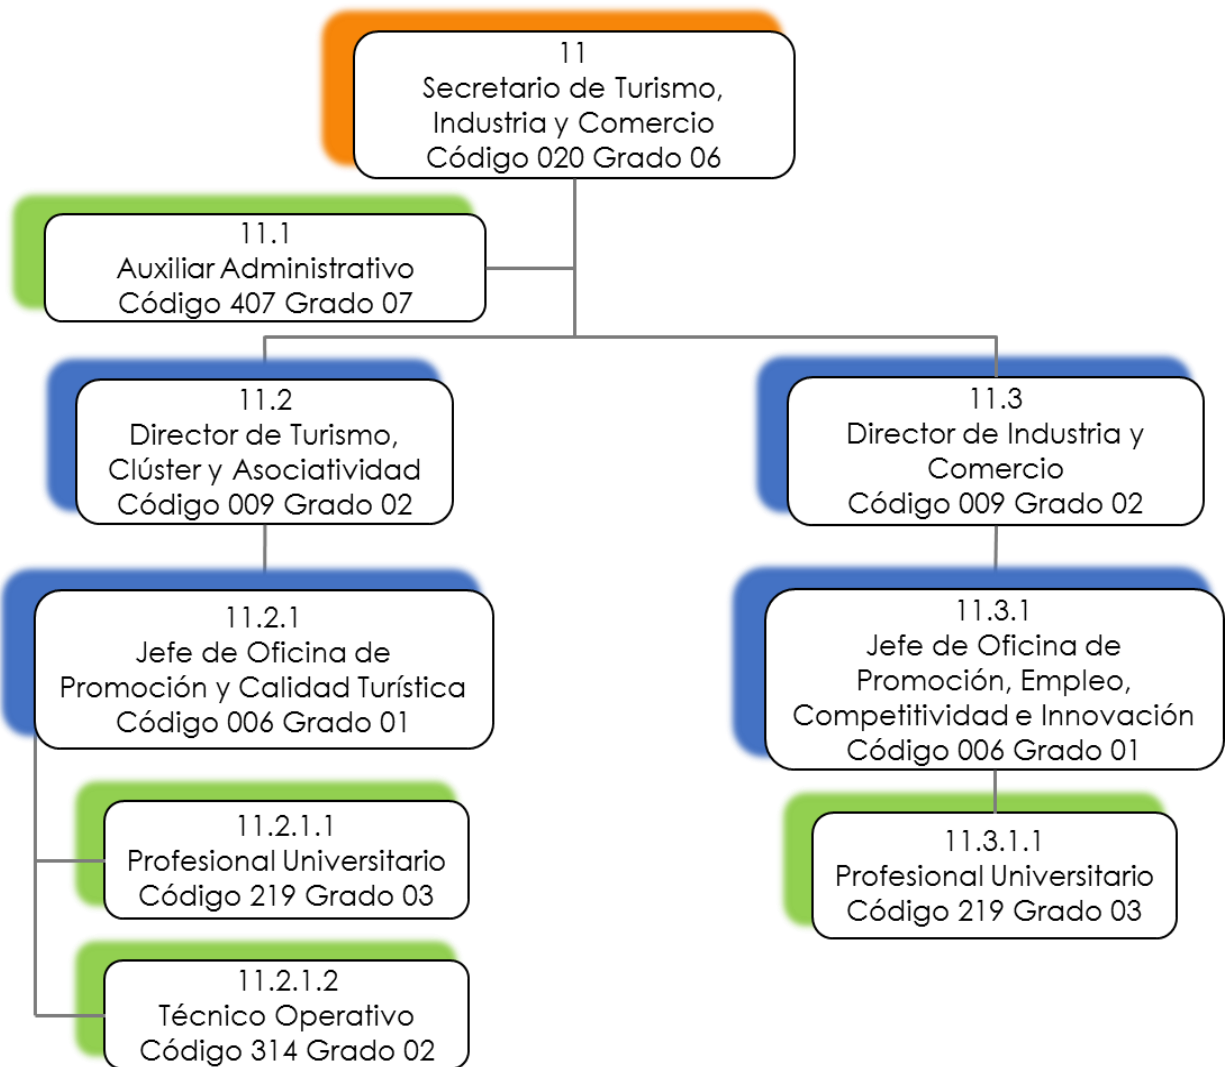 11
Secretario de Turismo,
Industria y Comercio
Código 020 Grado 06
11.1
Auxiliar Administrativo
Código 407 Grado 07
11.2
Director de Turismo,
Clúster y Asociatividad
Código 009 Grado 02
11.3
Director de Industria y
Comercio
Código 009 Grado 02
11.2.1
Jefe de Oficina de
Promoción y Calidad Turística
Código 006 Grado 01
11.3.1
Jefe de Oficina de
Promoción, Empleo,
Competitividad e Innovación
Código 006 Grado 01
11.2.1.1
Profesional Universitario
Código 219 Grado 03
11.3.1.1
Profesional Universitario
Código 219 Grado 03
11.2.1.2
Técnico Operativo
Código 314 Grado 02